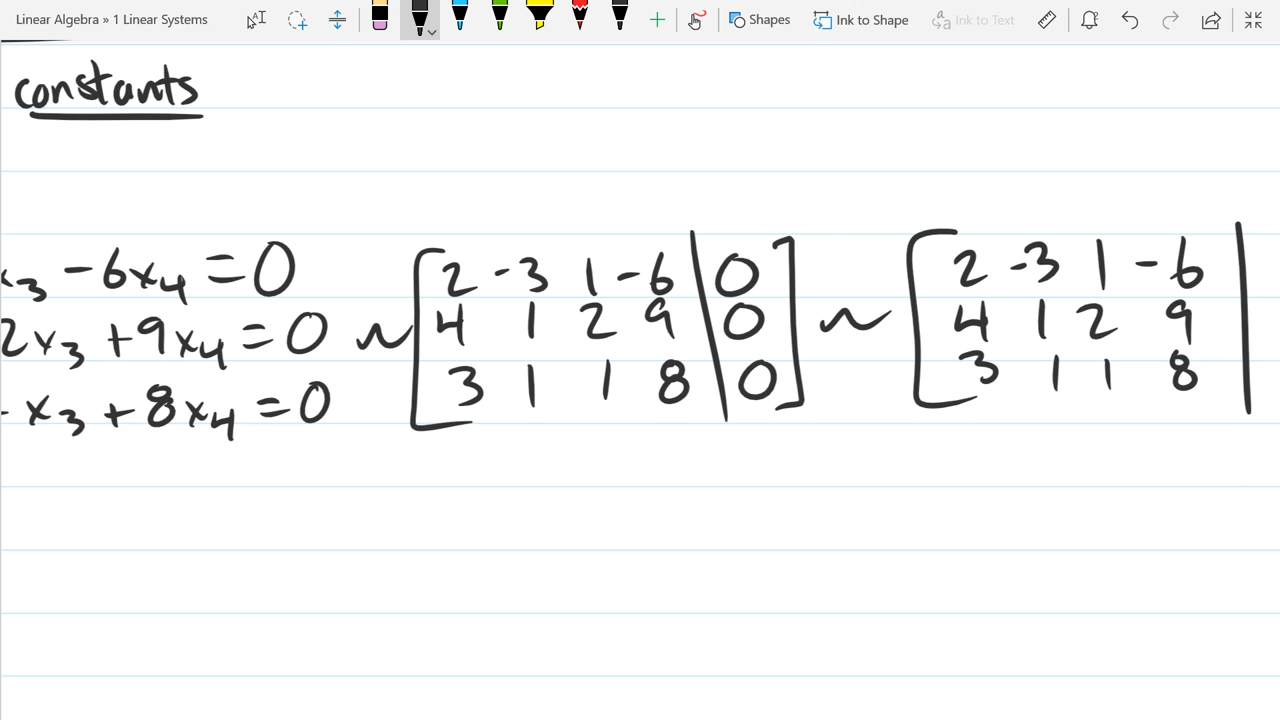 Linear Algebra » 1 Linear Systems
Shapes
Ink to Shape
Ink to Text
constants
x₃ -6x₄ =0 [2 -3 1 -6 | 0] [2 -3 1 -6 |
2x₃ +9x₄ =0 ~ [4 1 2 9 | 0] ~ [4 1 2 9 |
x₃ +8x₄ =0 [3 1 1 8 | 0] [3 1 1 8 |